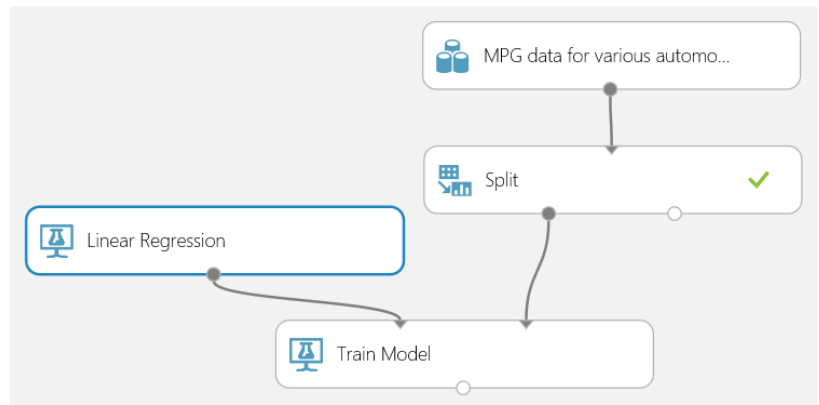 MPG data for various automo...
Split
Linear Regression
Train Model